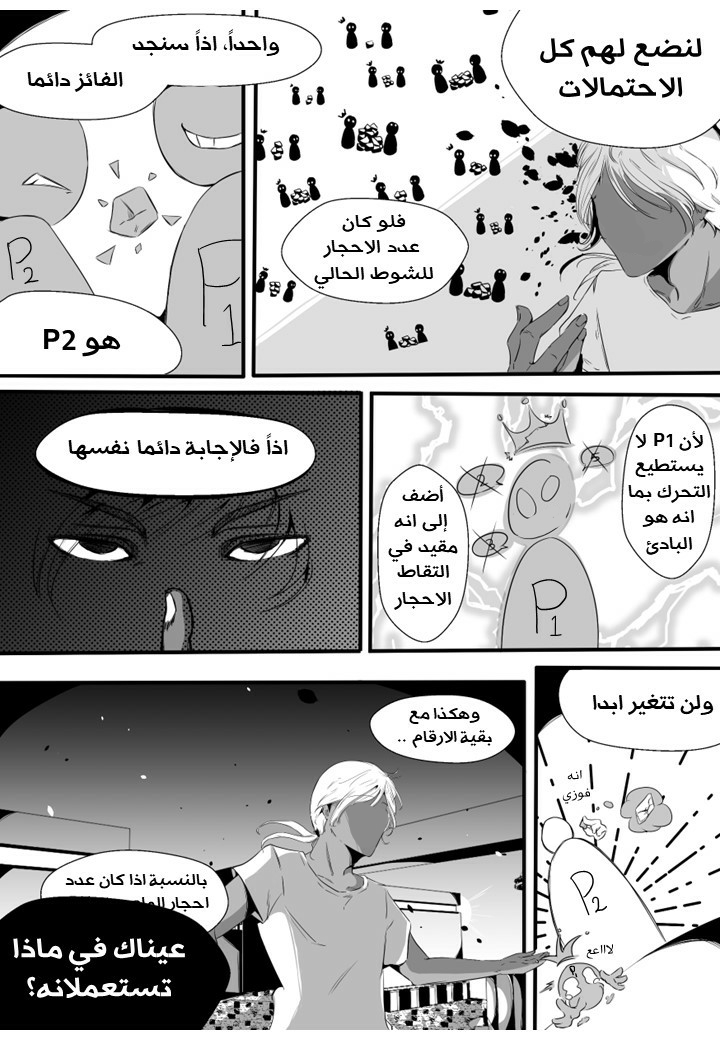 لنضع لهم كل
الاحتمالات
فلو كان
عدد الاحجار
للشوط الحالي
واحداً، اذاً سنجد
الفائز دائما
P2
P1
هو P2
لأن P1 لا
يستطيع
التحرك بما
انه هو
البادئ
أضف
إلى انه
مقيد في
التقاط
الاحجار
P1
اذاً فالإجابة دائما نفسها
ولن تتغير ابدا
انه
فوزي
P2
لاااعع
وهكذا مع
بقية الارقام ..
بالنسبة اذا كان عدد
احجار
عيناك في ماذا
تستعملانه؟